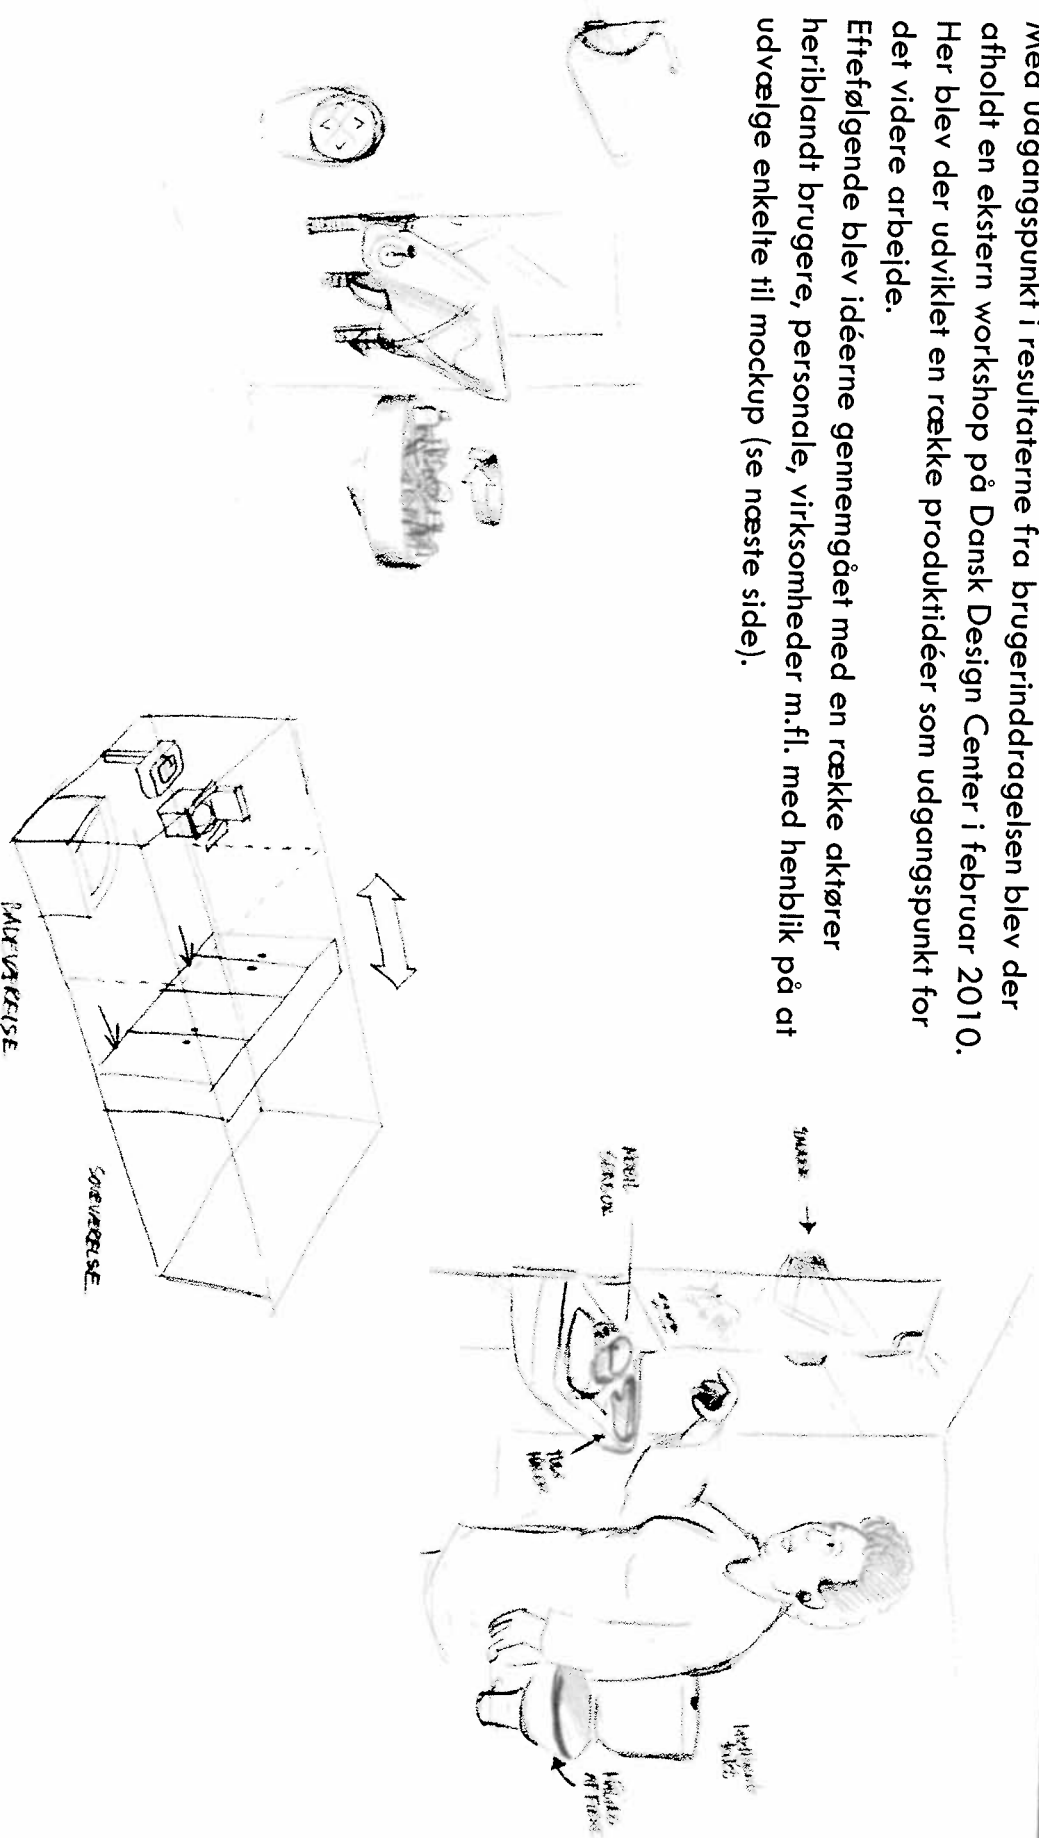 Med udgangspunkt i resultaterne fra brugerinddragelsen blev der
afholdt en ekstern workshop på Dansk Design Center i februar 2010.
Her blev der udviklet en række produktidéer som udgangspunkt for
det videre arbejde.
Eftefølgende blev idéerne gennemgået med en række aktører
heriblandt brugere, personale, virksomheder m.fl. med henblik på at
udvælge enkelte til mockup (se næste side).
BADEVÆRELSE
SOVEVÆRELSE